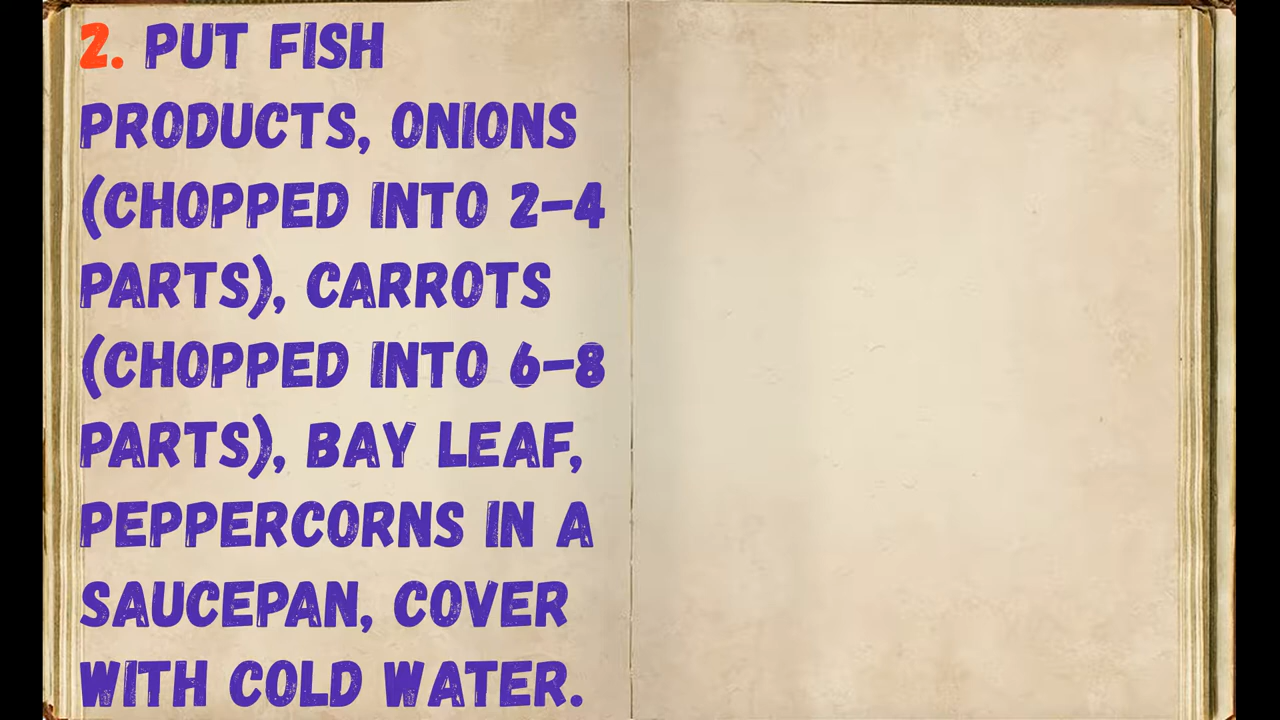 2. PUT FISH
PRODUCTS, ONIONS
(CHOPPED INTO 2-4
PARTS), CARROTS
(CHOPPED INTO 6-8
PARTS), BAY LEAF,
PEPPERCORNS IN A
SAUCEPAN, COVER
WITH COLD WATER.